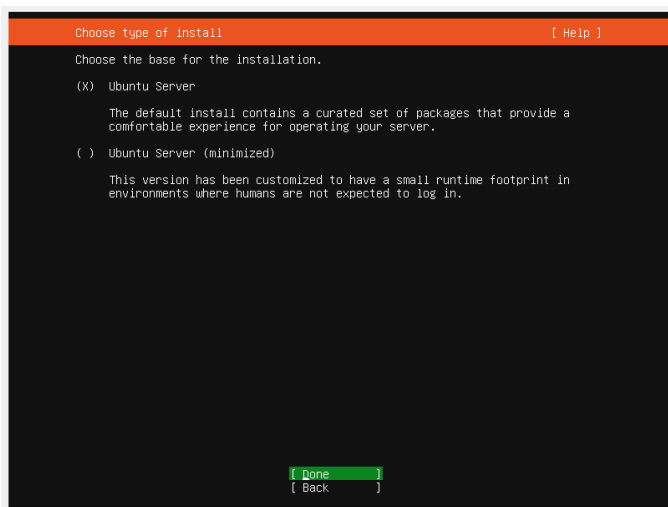 Choose type of install [ Help ]
Choose the base for the installation.
(X) Ubuntu Server
The default install contains a curated set of packages that provide a
comfortable experience for operating your server.
( ) Ubuntu Server (minimized)
This version has been customized to have a small runtime footprint in
environments where humans are not expected to log in.
[ Done ]
[ Back ]